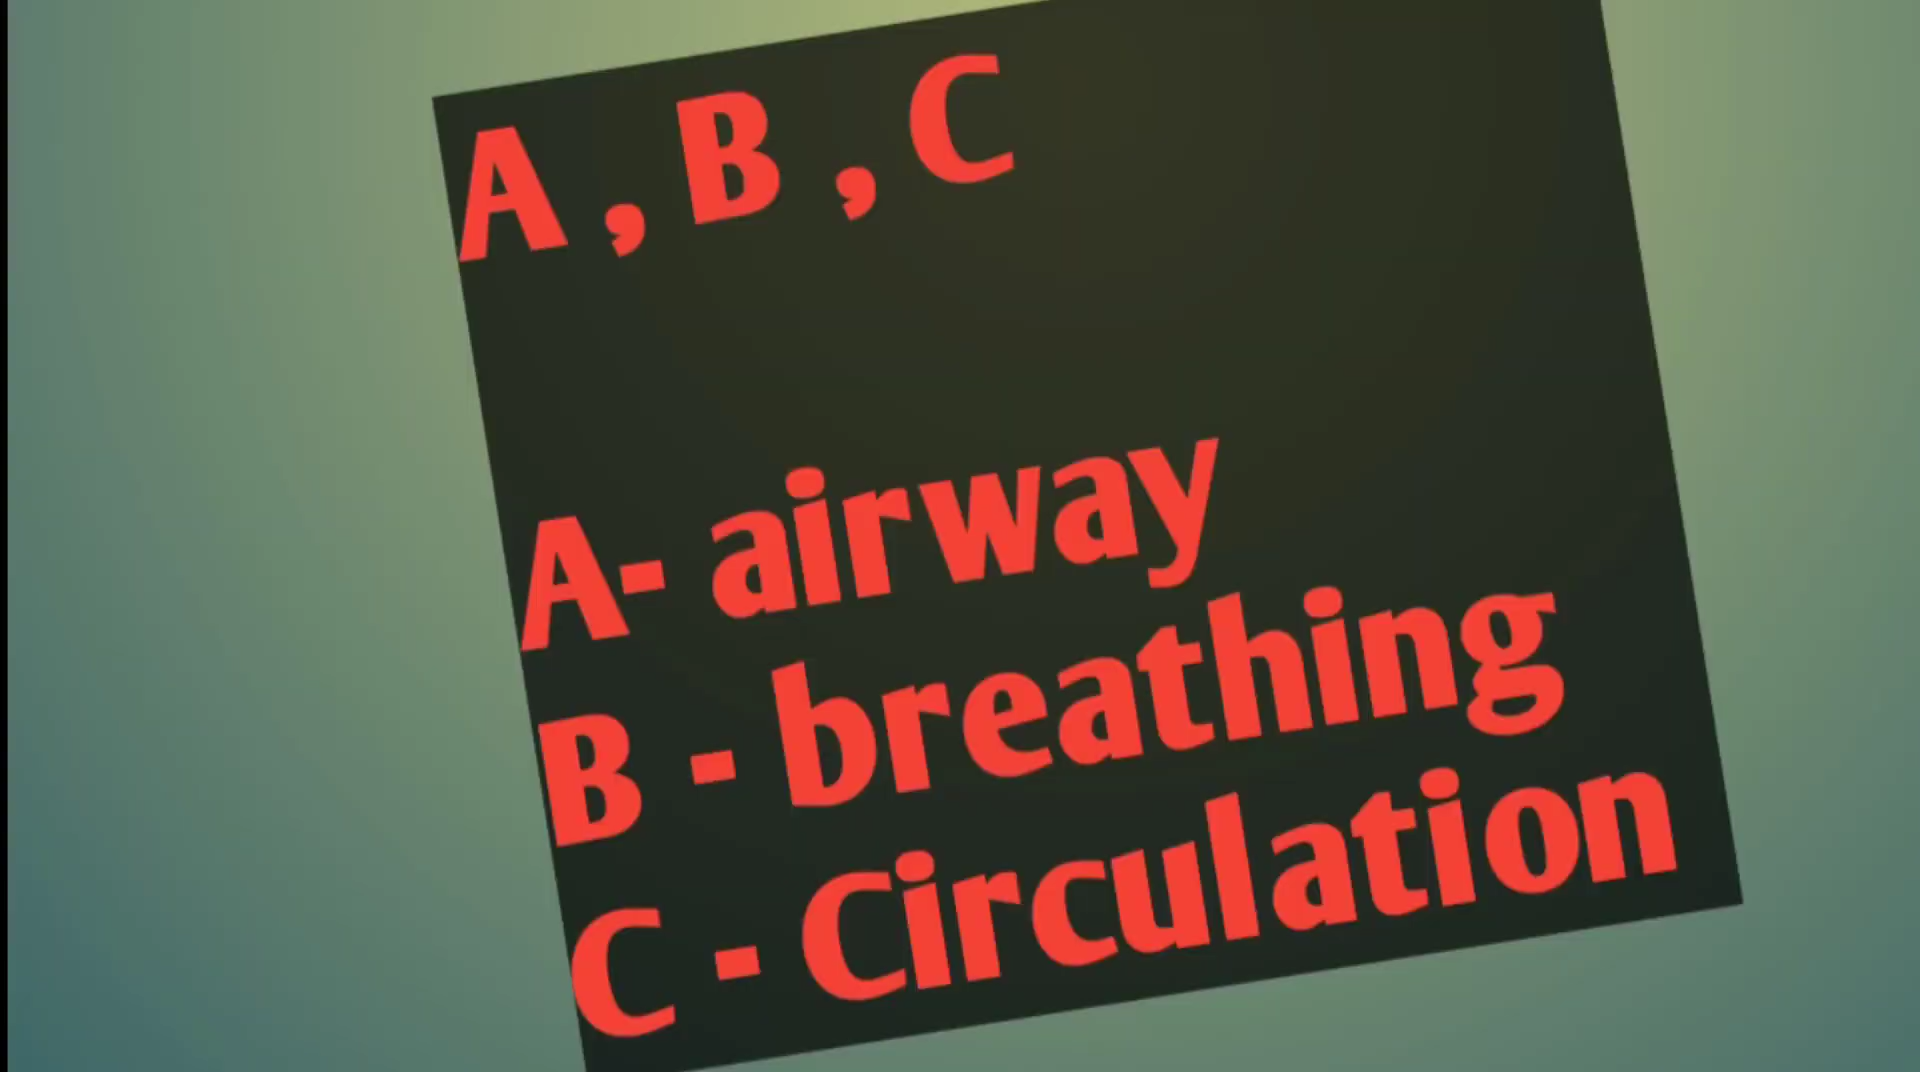 A , B , C
A- airway
B - breathing
C - Circulation